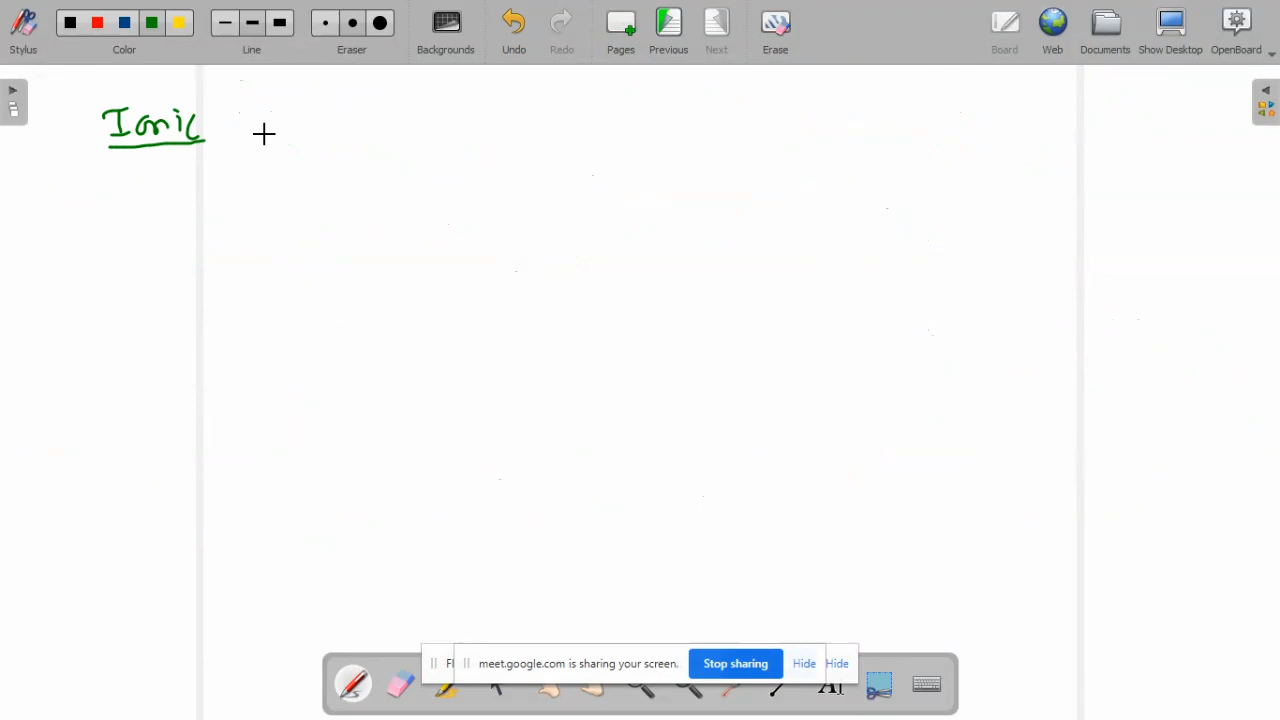 Stylus
Color
Line
Eraser
Backgrounds
Undo
Redo
Pages
Previous
Next
Erase
Board
Web
Documents
Show Desktop
OpenBoard
Ionic
meet.google.com is sharing your screen.
Stop sharing
Hide
Hide